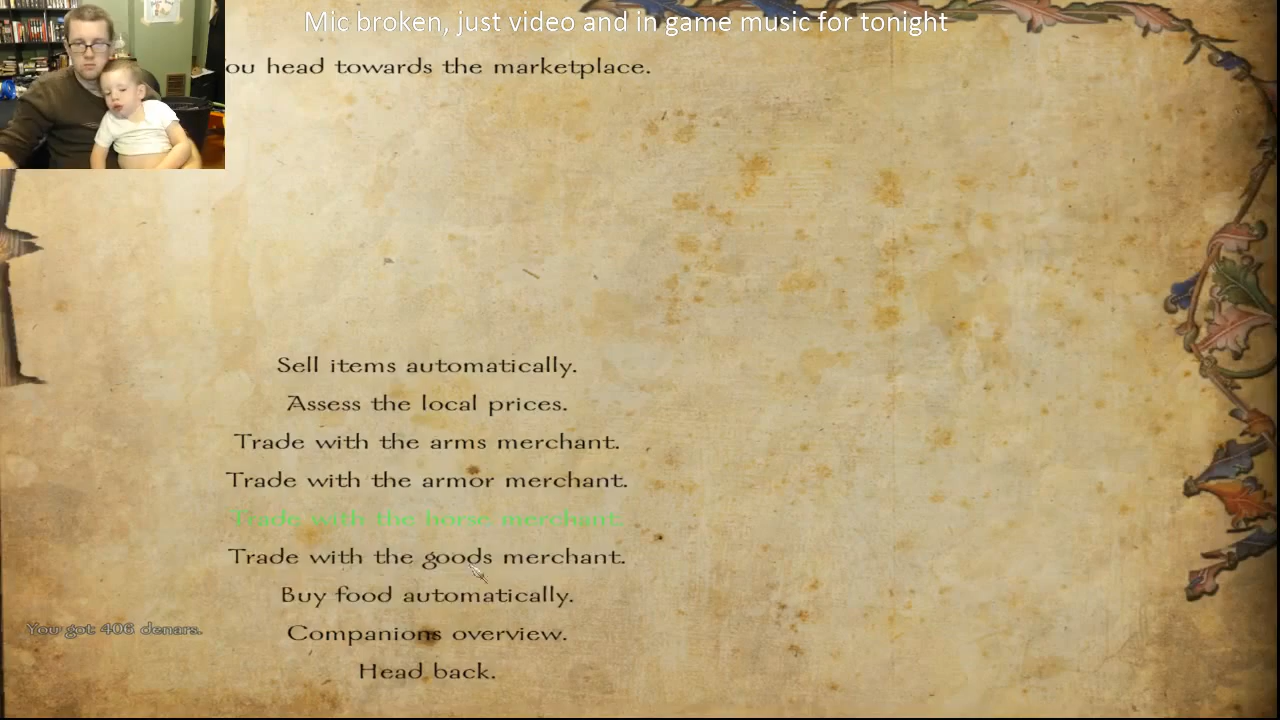 Mic broken, just video and in game music for tonight
ou head towards the marketplace.
Sell items automatically.
Assess the local prices.
Trade with the arms merchant.
Trade with the armor merchant.
Trade with the horse merchant.
Trade with the goods merchant.
Buy food automatically.
You got 406 denars.
Companions overview.
Head back.